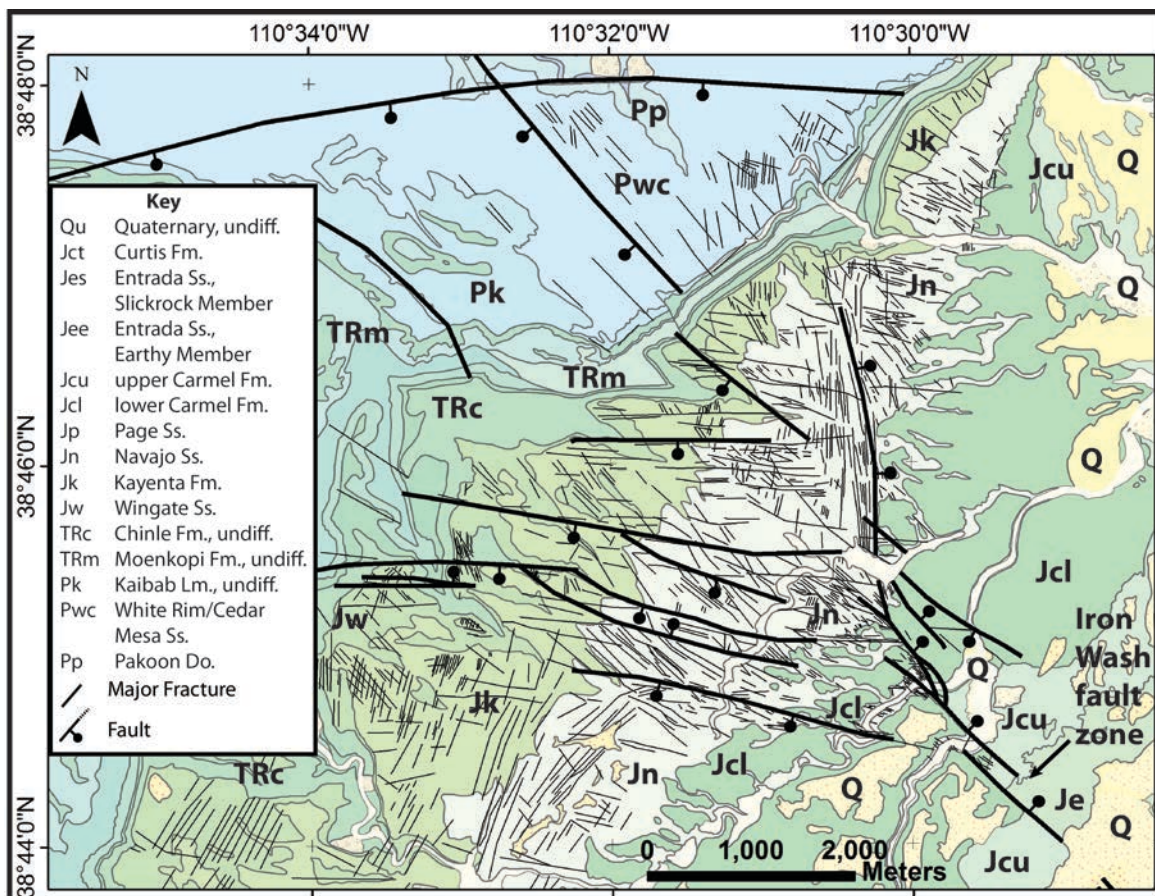 110°34'0"W 110°32'0"W 110°30'0"W
38°48'0"N
N
Pp
Jk
Q
Jcu
Pwc
Key
Qu Quaternary, undiff.
Jct Curtis Fm.
Jes Entrada Ss.,
Slickrock Member
Jee Entrada Ss.,
Earthy Member
Jcu upper Carmel Fm.
Jcl lower Carmel Fm.
Jp Page Ss.
Jn Navajo Ss.
Jk Kayenta Fm.
Jw Wingate Ss.
TRc Chinle Fm., undiff.
TRm Moenkopi Fm., undiff.
Pk Kaibab Lm., undiff.
Pwc White Rim/Cedar
Mesa Ss.
Pp Pakoon Do.
Major Fracture
Fault
Jn
Q
Pk
TRm
TRm
TRc
38°46'0"N
Q
Jcl
Jn
Jw
Iron
Wash
fault
zone
Q
Jk
Jcl
Jcu
TRc
Jn
Jcl
Q
Je
Q
38°44'0"N
Jcu
0 1,000 2,000
Meters